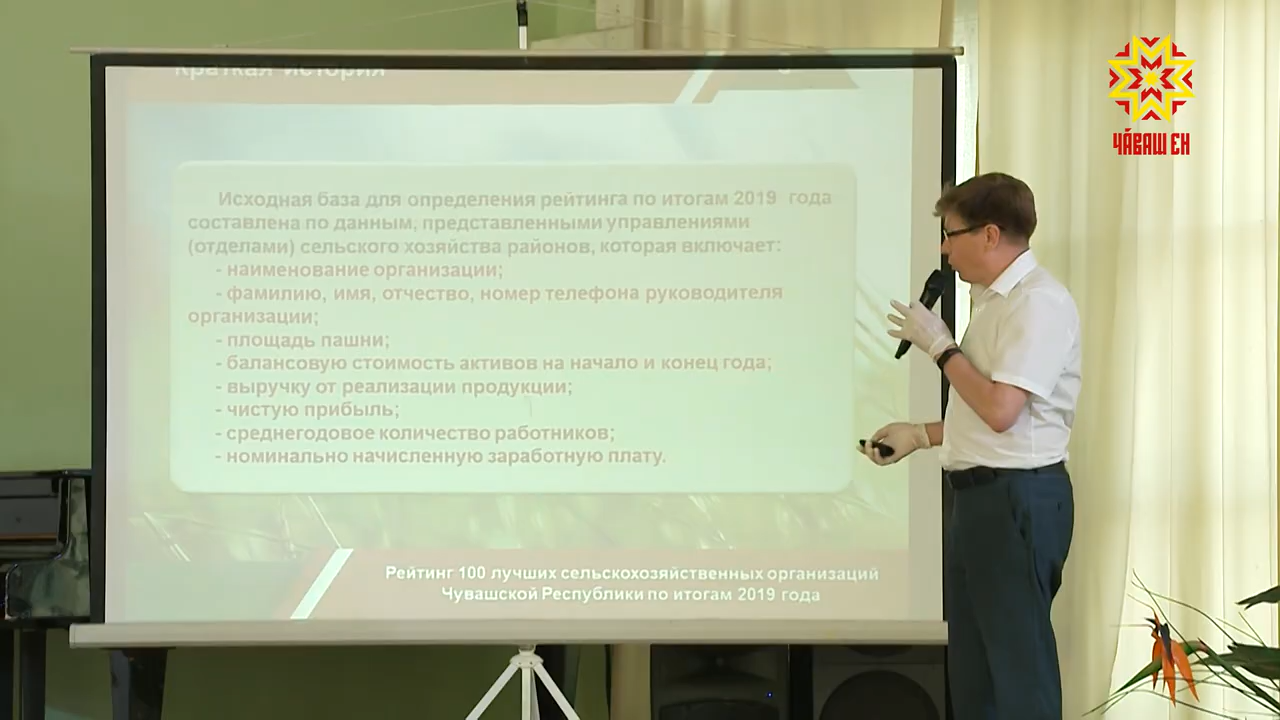 Краткая история
ЧӐВАШ ЕН
Исходная база для определения рейтинга по итогам 2019 года
составлена по данным, представленными управлениями
(отделами) сельского хозяйства районов, которая включает:
- наименование организации;
- фамилию, имя, отчество, номер телефона руководителя
организации;
- площадь пашни;
- балансовую стоимость активов на начало и конец года;
- выручку от реализации продукции;
- чистую прибыль;
- среднегодовое количество работников;
- номинально начисленную заработную плату.
Рейтинг 100 лучших сельскохозяйственных организаций
Чувашской Республики по итогам 2019 года